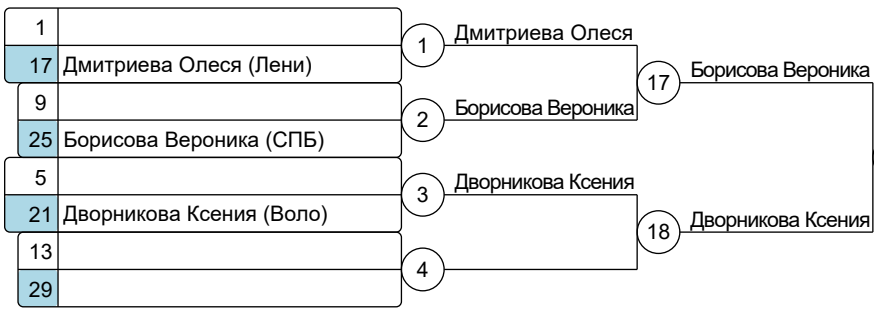 1
1 Дмитриева Олеся
17 Дмитриева Олеся (Лени)
17 Борисова Вероника
9
2 Борисова Вероника
25 Борисова Вероника (СПБ)
5
3 Дворникова Ксения
21 Дворникова Ксения (Воло)
18 Дворникова Ксения
13
4
29